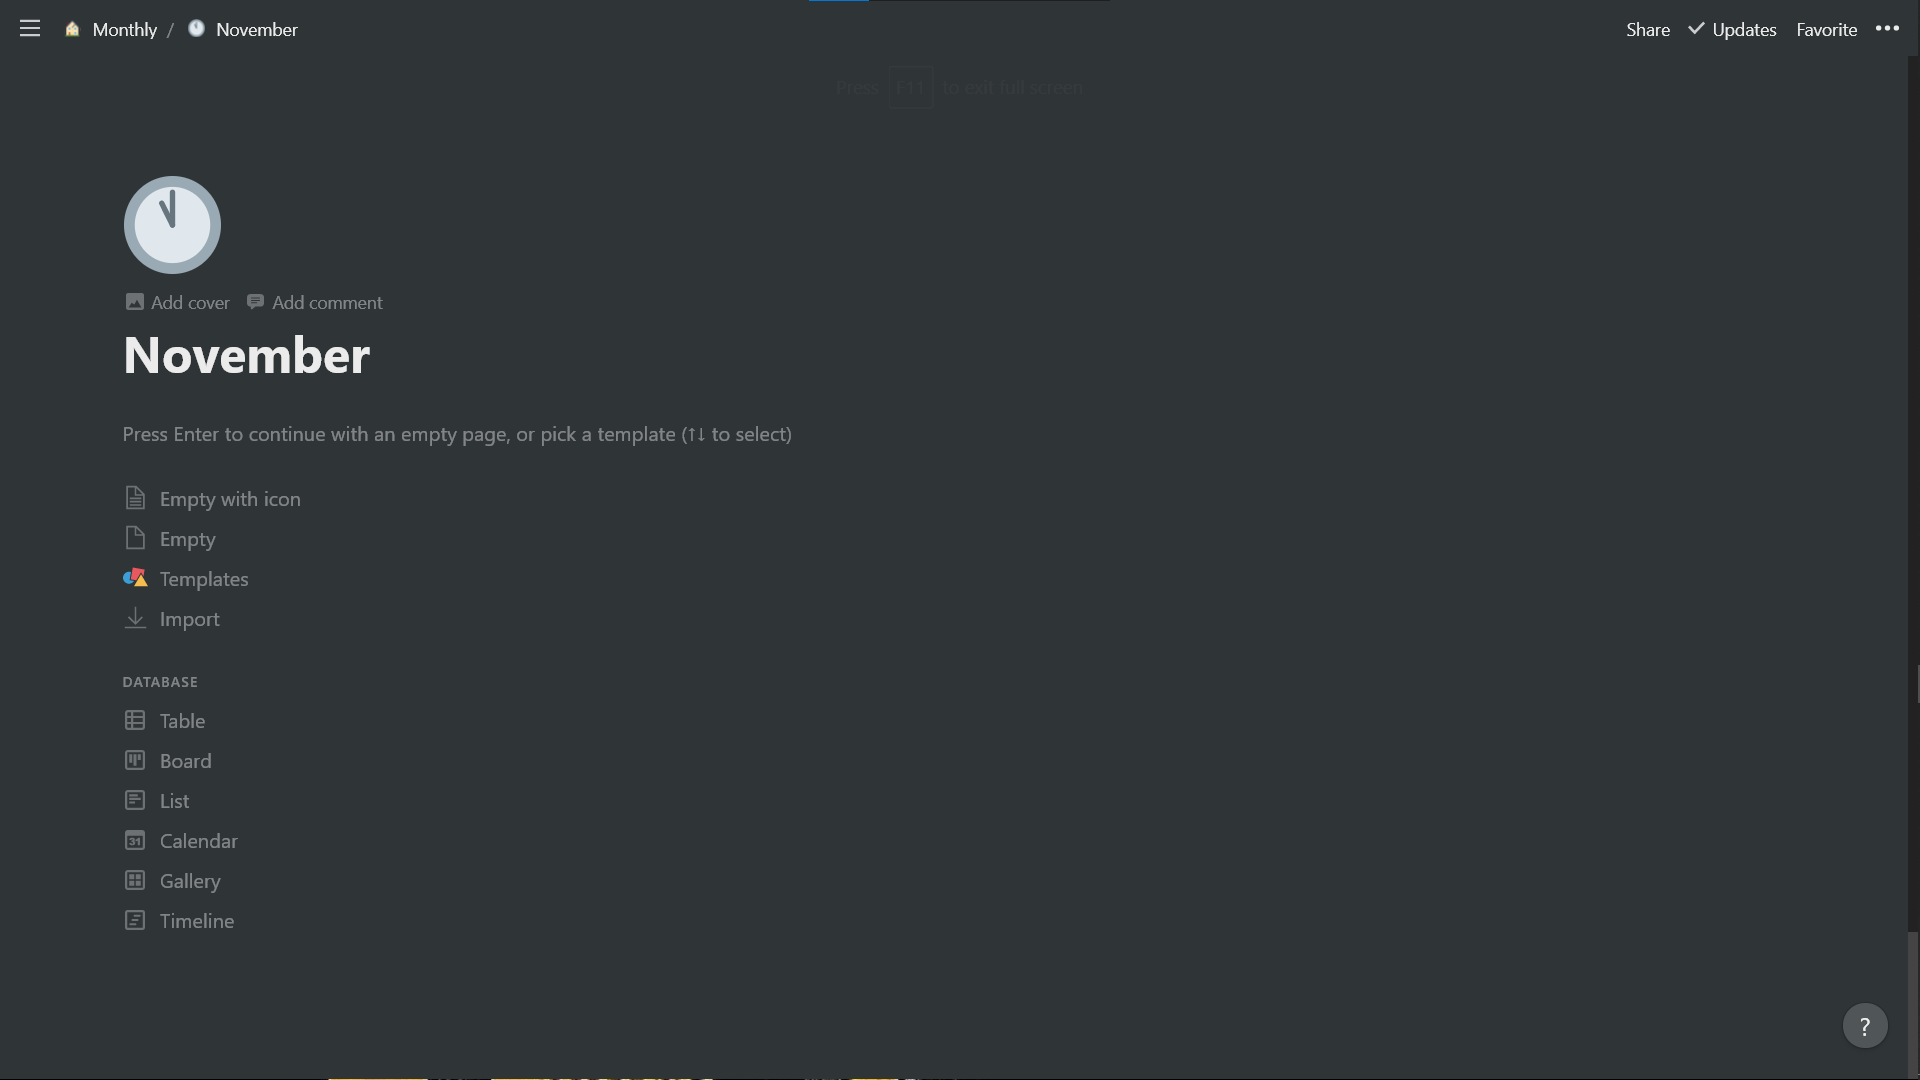 Monthly / November
Share Updates Favorite
Press F11 to exit full screen
Add cover Add comment
November
Press Enter to continue with an empty page, or pick a template (↑↓ to select)
Empty with icon
Empty
Templates
Import
DATABASE
Table
Board
List
31 Calendar
Gallery
Timeline
?